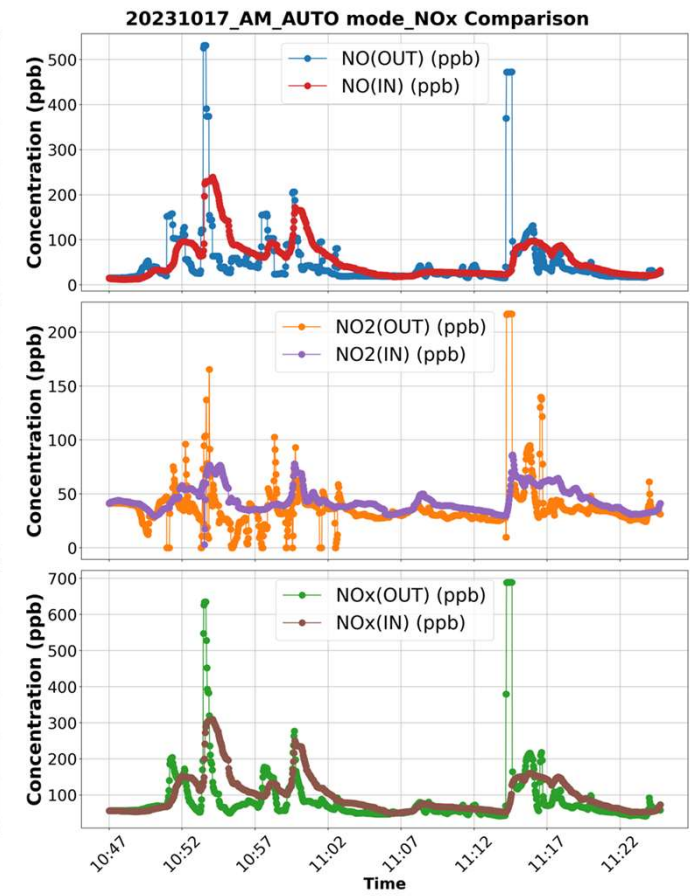 20231017_AM_AUTO mode_NOx Comparison
Concentration (ppb)
500
400
300
200
100
0
NO(OUT) (ppb)
NO(IN) (ppb)
Concentration (ppb)
200
150
100
50
0
NO2(OUT) (ppb)
NO2(IN) (ppb)
Concentration (ppb)
700
600
500
400
300
200
100
NOx(OUT) (ppb)
NOx(IN) (ppb)
10:47
10:52
10:57
11:02
11:07
11:12
11:17
11:22
Time